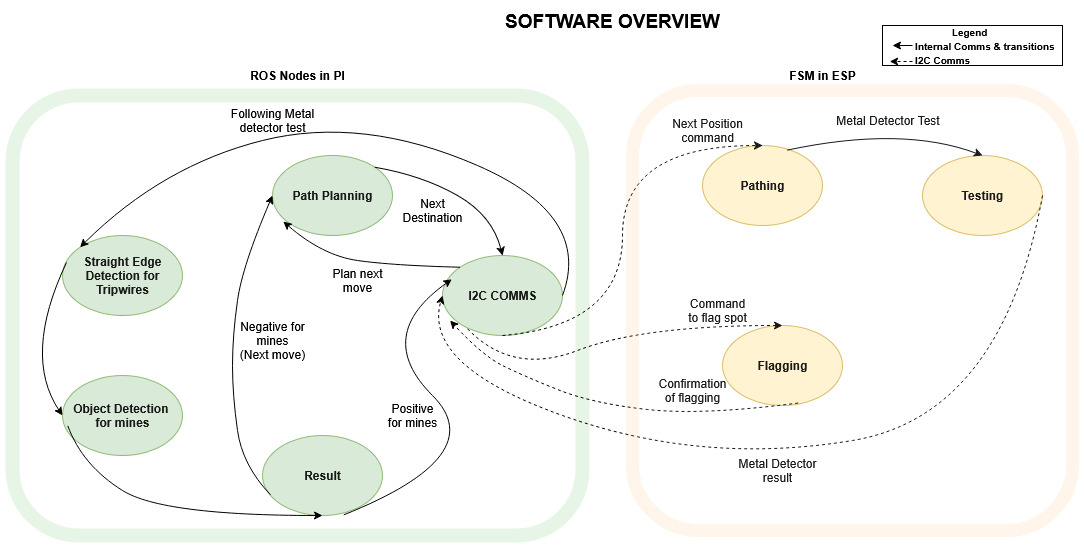 SOFTWARE OVERVIEW
Legend
Internal Comms & transitions
I2C Comms
ROS Nodes in PI
FSM in ESP
Following Metal
detector test
Path Planning
Next
Destination
Plan next
move
Straight Edge
Detection for
Tripwires
I2C COMMS
Negative for
mines
(Next move)
Object Detection
for mines
Positive
for mines
Result
Next Position
command
Metal Detector Test
Pathing
Testing
Command
to flag spot
Flagging
Confirmation
of flagging
Metal Detector
result